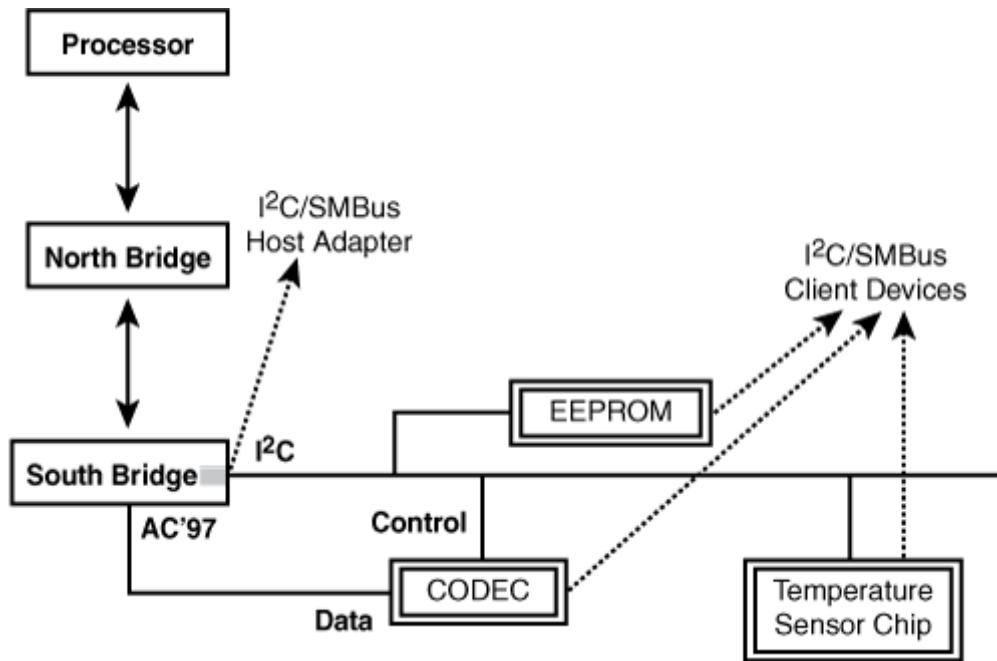 Processor
I²C/SMBus
Host Adapter
North Bridge
I²C/SMBus
Client Devices
EEPROM
I²C
South Bridge
AC'97
Control
CODEC
Data
Temperature
Sensor Chip